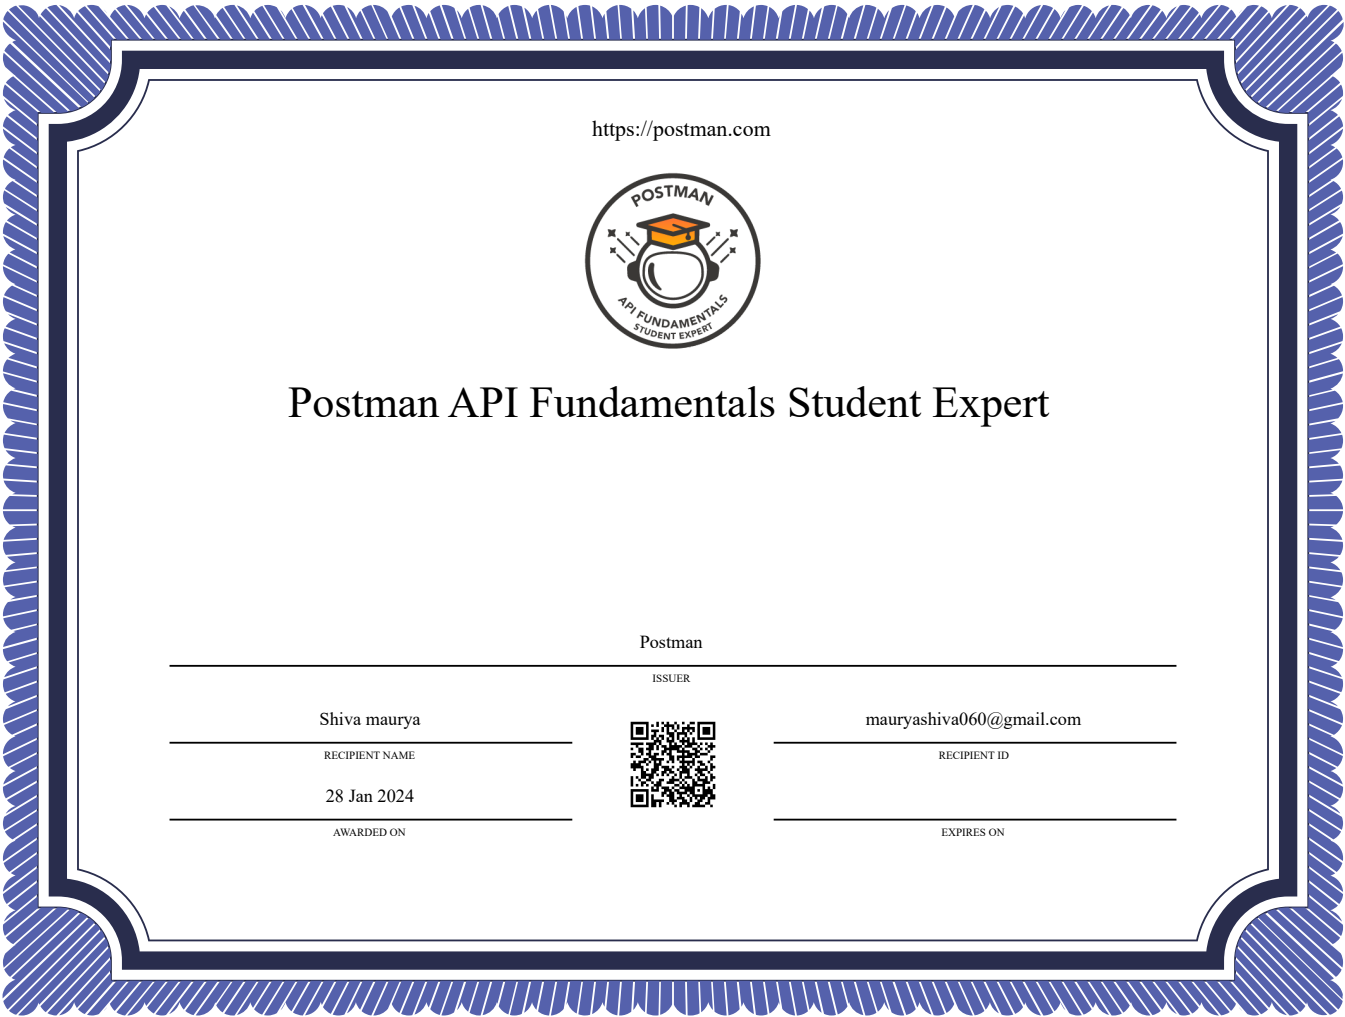 https://postman.com
POSTMAN
API FUNDAMENTALS
STUDENT EXPERT
Postman API Fundamentals Student Expert
Postman
ISSUER
Shiva maurya
RECIPIENT NAME
mauryashiva060@gmail.com
RECIPIENT ID
28 Jan 2024
AWARDED ON
EXPIRES ON